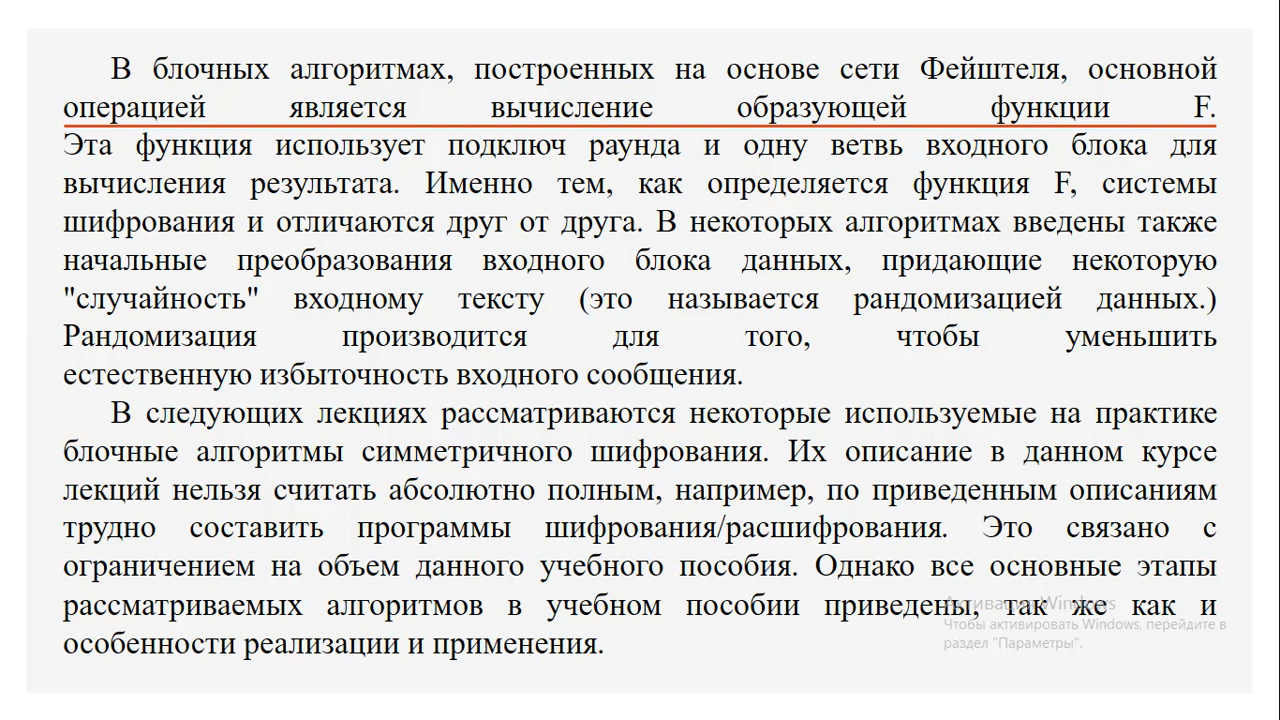 В блочных алгоритмах, построенных на основе сети Фейштеля, основной
операцией является вычисление образующей функции F.
Эта функция использует подключ раунда и одну ветвь входного блока для
вычисления результата. Именно тем, как определяется функция F, системы
шифрования и отличаются друг от друга. В некоторых алгоритмах введены также
начальные преобразования входного блока данных, придающие некоторую
"случайность" входному тексту (это называется рандомизацией данных.)
Рандомизация производится для того, чтобы уменьшить
естественную избыточность входного сообщения.
В следующих лекциях рассматриваются некоторые используемые на практике
блочные алгоритмы симметричного шифрования. Их описание в данном курсе
лекций нельзя считать абсолютно полным, например, по приведенным описаниям
трудно составить программы шифрования/расшифрования. Это связано с
ограничением на объем данного учебного пособия. Однако все основные этапы
рассматриваемых алгоритмов в учебном пособии приведены, так же как и
особенности реализации и применения.
Активация Windows
Чтобы активировать Windows, перейдите в
раздел "Параметры".